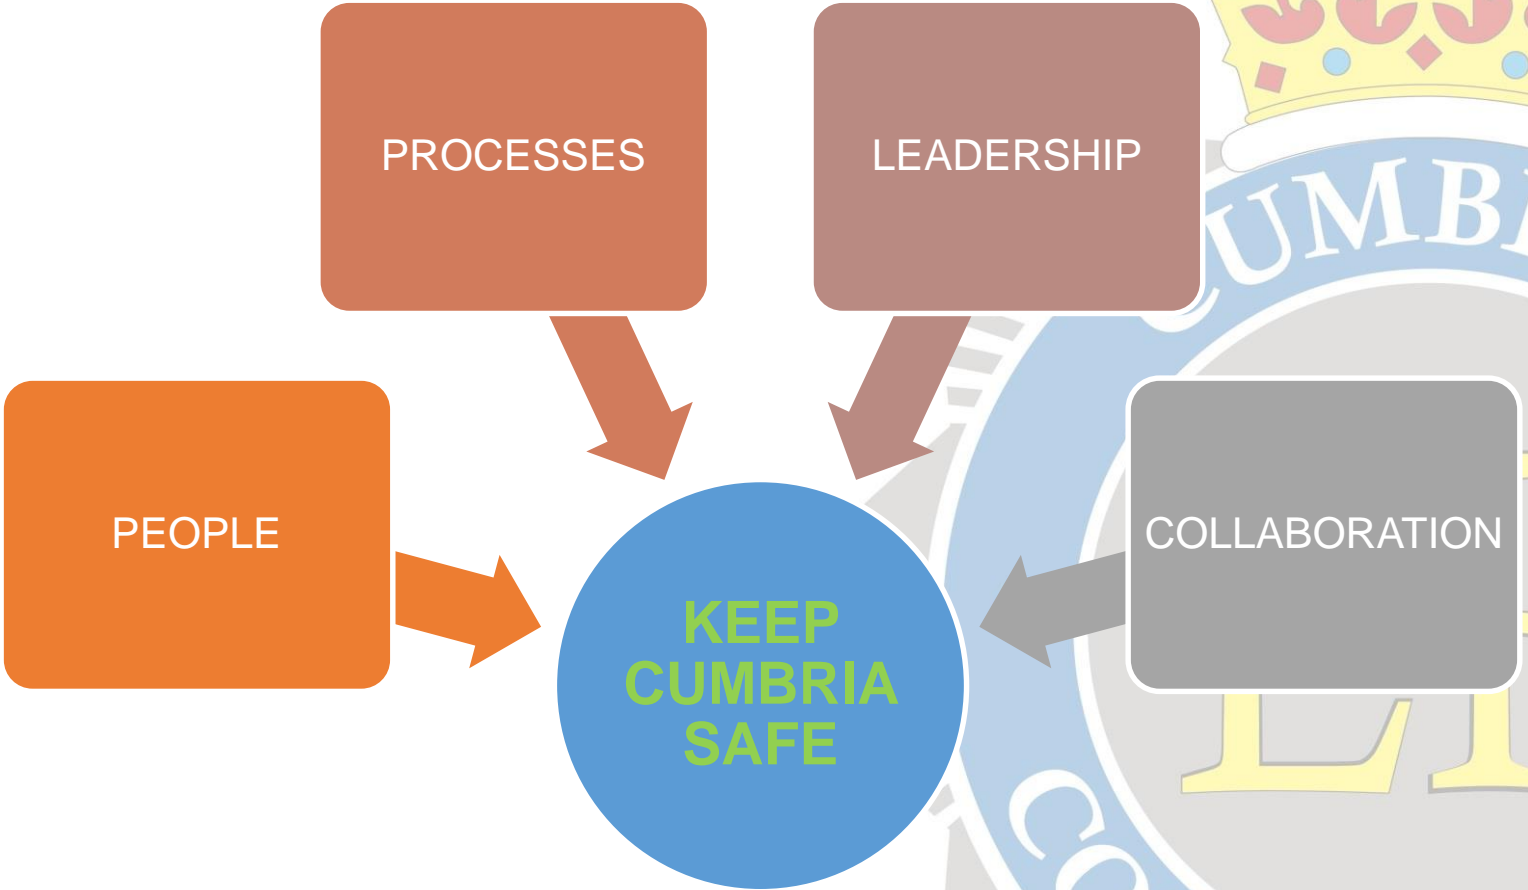 PROCESSES
LEADERSHIP
PEOPLE
COLLABORATION
KEEP
CUMBRIA
SAFE